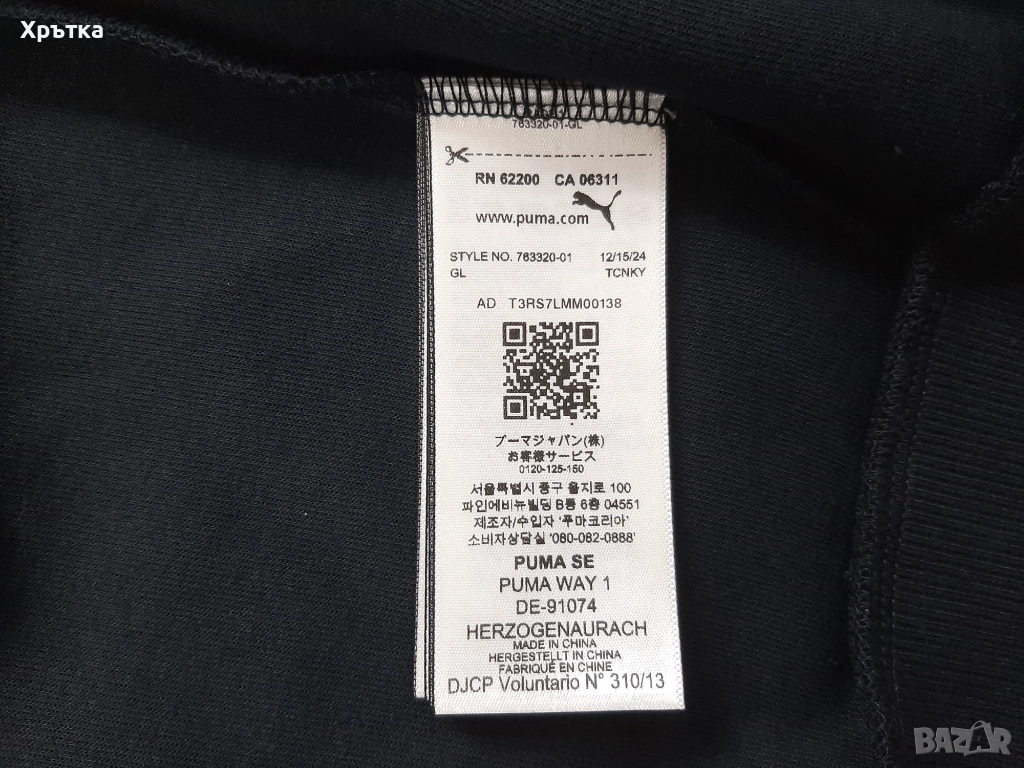 Хрътка
763320-01-GL
RN 62200 CA 06311
www.puma.com
STYLE NO. 763320-01 12/15/24
GL TCNKY
AD T3RS7LMM00138
プーマジャパン(株)
お客様サービス
0120-125-150
서울특별시 중구 을지로 100
파인에비뉴빌딩 B동 6층 04551
제조자/수입자 '푸마코리아'
소비자상담실 '080-082-0888'
PUMA SE
PUMA WAY 1
DE-91074
HERZOGENAURACH
MADE IN CHINA
HERGESTELLT IN CHINA
FABRIQUÉ EN CHINE
DJCP Voluntario N° 310/13
BAZAR